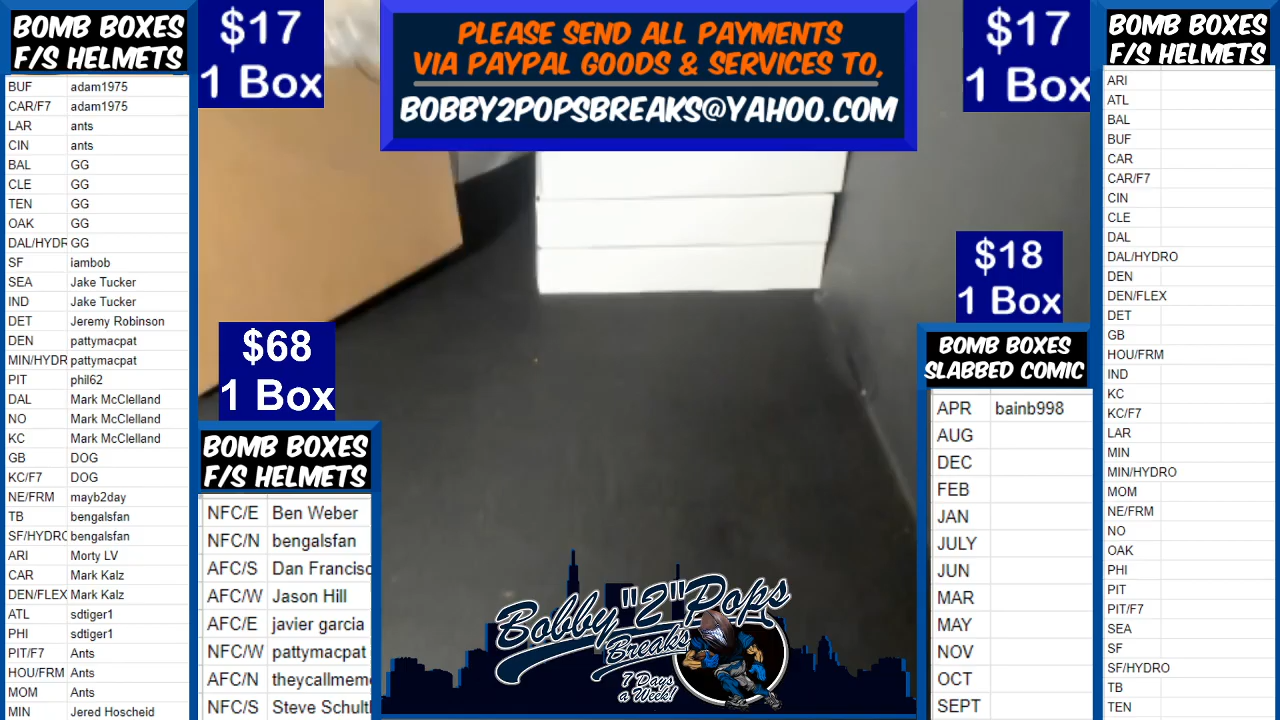 BOMB BOXES
F/S HELMETS
BUF adam1975
CAR/F7 adam1975
LAR ants
CIN ants
BAL GG
CLE GG
TEN GG
OAK GG
DAL/HYDR GG
SF iambob
SEA Jake Tucker
IND Jake Tucker
DET Jeremy Robinson
DEN pattymacpat
MIN/HYDR pattymacpat
PIT phil62
DAL Mark McClelland
NO Mark McClelland
KC Mark McClelland
GB DOG
KC/F7 DOG
NE/FRM mayb2day
TB bengalsfan
SF/HYDRO bengalsfan
ARI Morty LV
CAR Mark Kalz
DEN/FLEX Mark Kalz
ATL sdtiger1
PHI sdtiger1
PIT/F7 Ants
HOU/FRM Ants
MOM Ants
MIN Jered Hoscheid
$17
1 Box
$68
1 Box
BOMB BOXES
F/S HELMETS
NFC/E Ben Weber
NFC/N bengalsfan
AFC/S Dan Francisc
AFC/W Jason Hill
AFC/E javier garcia
NFC/W pattymacpat
AFC/N theycallmem
NFC/S Steve Schult
PLEASE SEND ALL PAYMENTS
VIA PAYPAL GOODS & SERVICES TO,
BOBBY2POPSBREAKS@YAHOO.COM
Bobby "2" Pops
Breaks
7 Days
a Week!
$17
1 Box
$18
1 Box
BOMB BOXES
SLABBED COMIC
APR bainb998
AUG
DEC
FEB
JAN
JULY
JUN
MAR
MAY
NOV
OCT
SEPT
BOMB BOXES
F/S HELMETS
ARI
ATL
BAL
BUF
CAR
CAR/F7
CIN
CLE
DAL
DAL/HYDRO
DEN
DEN/FLEX
DET
GB
HOU/FRM
IND
KC
KC/F7
LAR
MIN
MIN/HYDRO
MOM
NE/FRM
NO
OAK
PHI
PIT
PIT/F7
SEA
SF
SF/HYDRO
TB
TEN